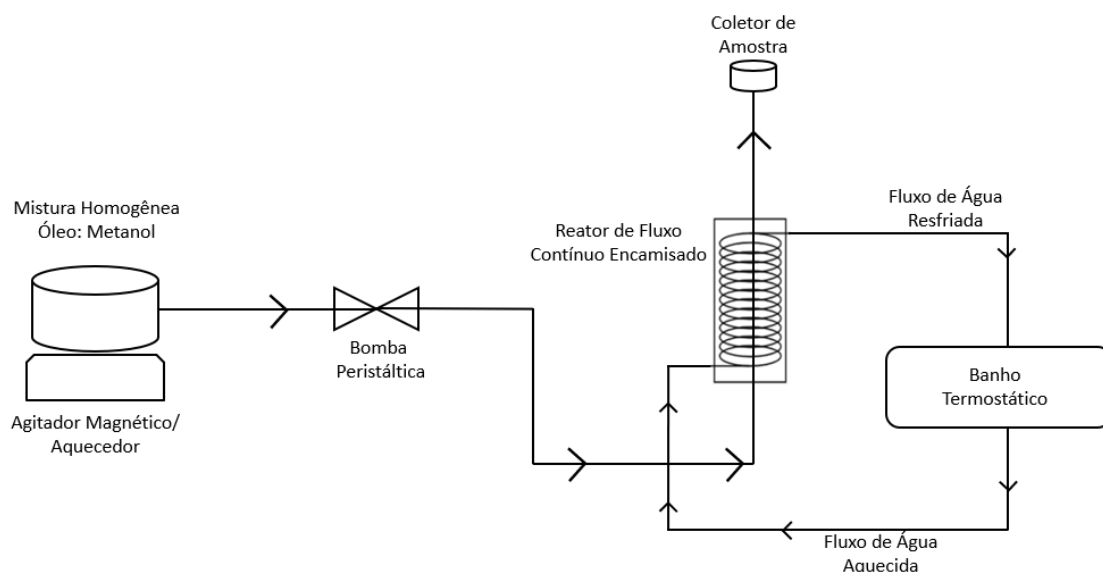 Coletor de
Amostra
Mistura Homogênea
Óleo: Metanol
Reator de Fluxo
Contínuo Encamisado
Fluxo de Água
Resfriada
Bomba
Peristáltica
Banho
Termostático
Agitador Magnético/
Aquecedor
Fluxo de Água
Aquecida